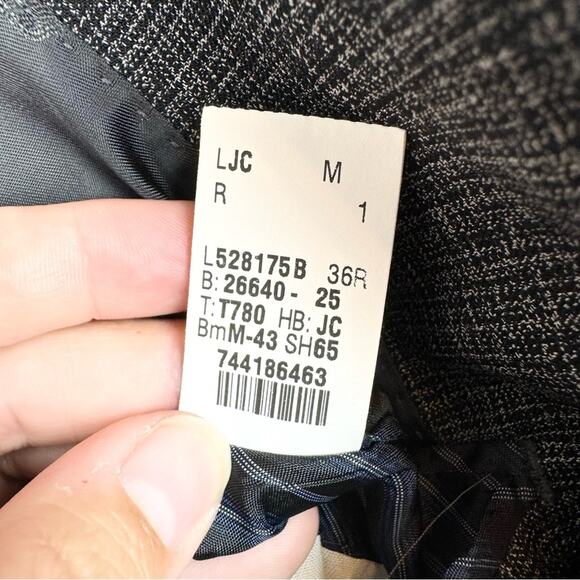 LJC M
R 1
L528175B 36R
B: 26640- 25
T: T780 HB: JC
BmM-43 SH65
744186463